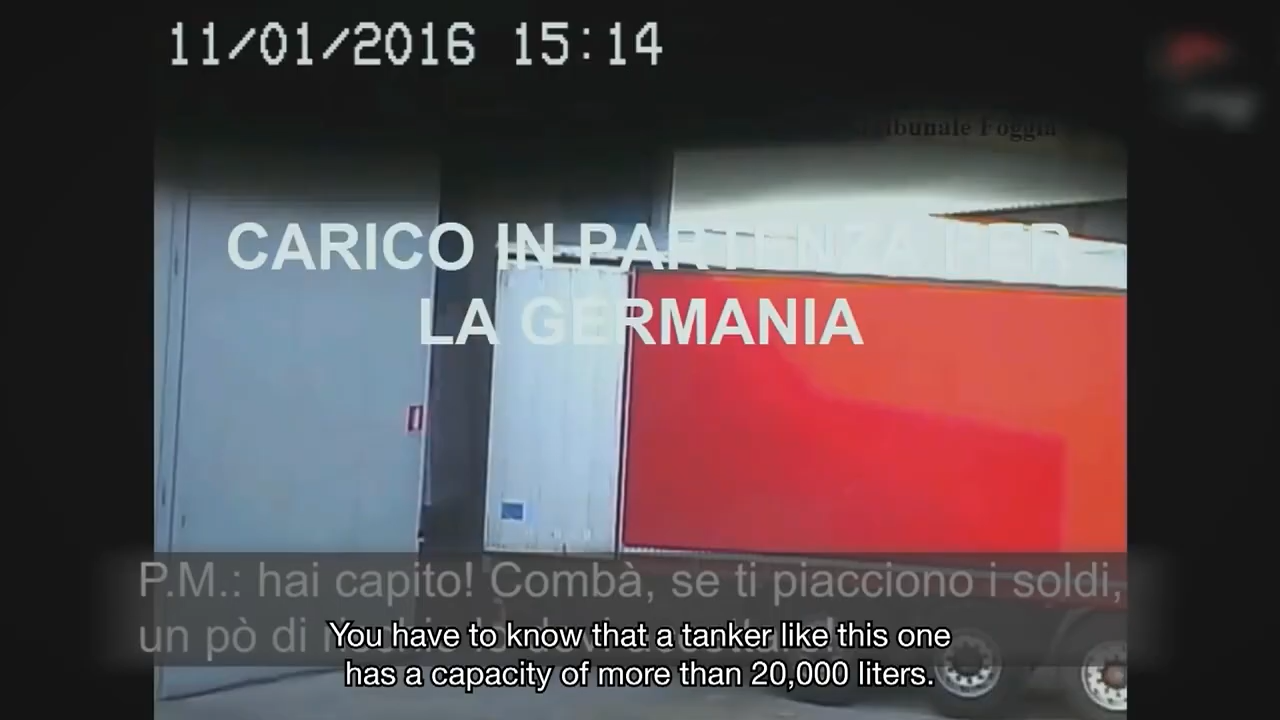 11/01/2016 15:14
Tribunale Foggia
CARICO IN PARTENZA PER
LA GERMANIA
P.M.: hai capito! Combà, se ti piacciono i soldi,
un pò di
You have to know that a tanker like this one
has a capacity of more than 20,000 liters.